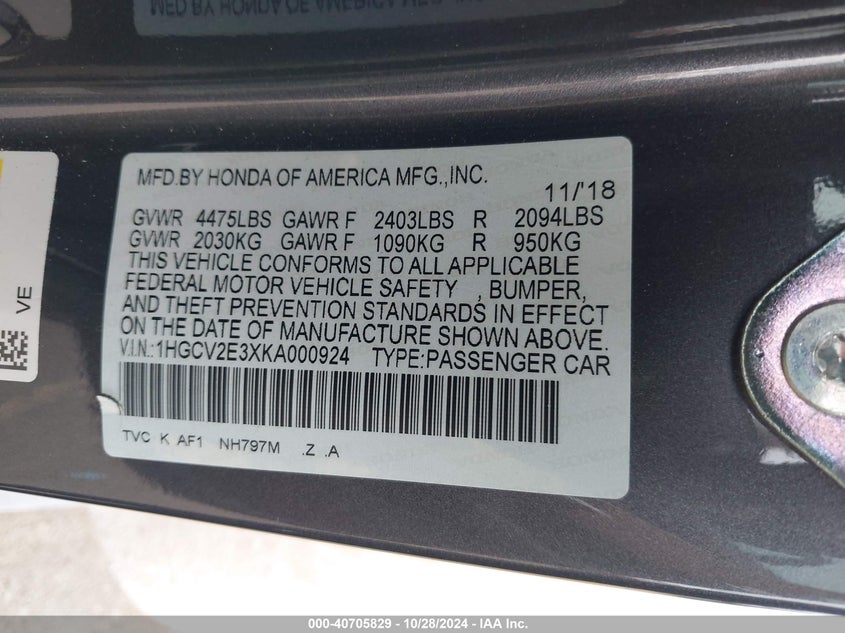 MFD.BY HONDA OF AMERICA MFG.,INC.
11/'18
GVWR 4475LBS GAWR F 2403LBS R 2094LBS
GVWR 2030KG GAWR F 1090KG R 950KG
THIS VEHICLE CONFORMS TO ALL APPLICABLE
FEDERAL MOTOR VEHICLE SAFETY , BUMPER,
AND THEFT PREVENTION STANDARDS IN EFFECT
ON THE DATE OF MANUFACTURE SHOWN ABOVE.
V.I.N.:1HGCV2E3XKA000924 TYPE:PASSENGER CAR
TVC K AF1 NH797M .Z .A
VE
000-40705829 - 10/28/2024 - IAA Inc.